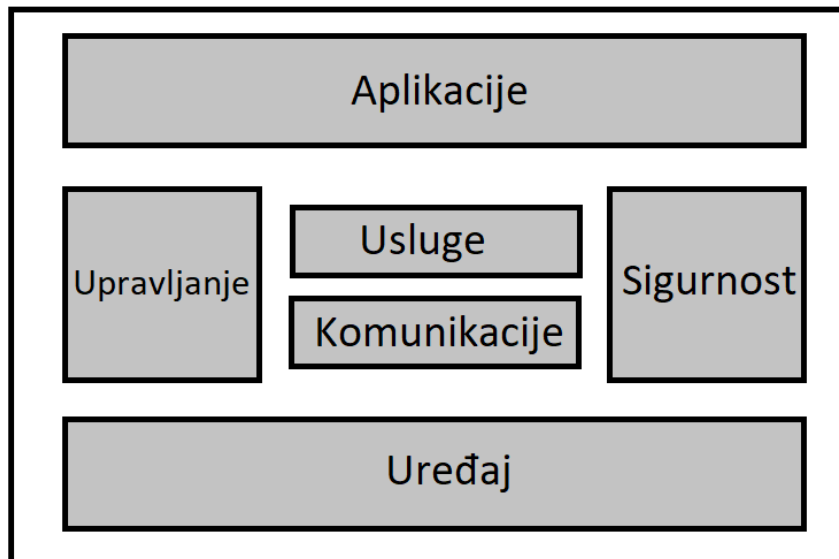 Aplikacije
Upravljanje
Usluge
Komunikacije
Sigurnost
Uređaj